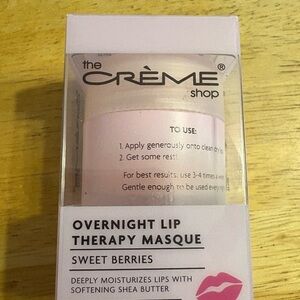 the
CRÈME®
shop
TO USE:
1. Apply generously onto clean dry
2. Get some rest!
For best results: use 3-4 times a
Gentle enough to be used every
OVERNIGHT LIP
THERAPY MASQUE
SWEET BERRIES
DEEPLY MOISTURIZES LIPS WITH
SOFTENING SHEA BUTTER